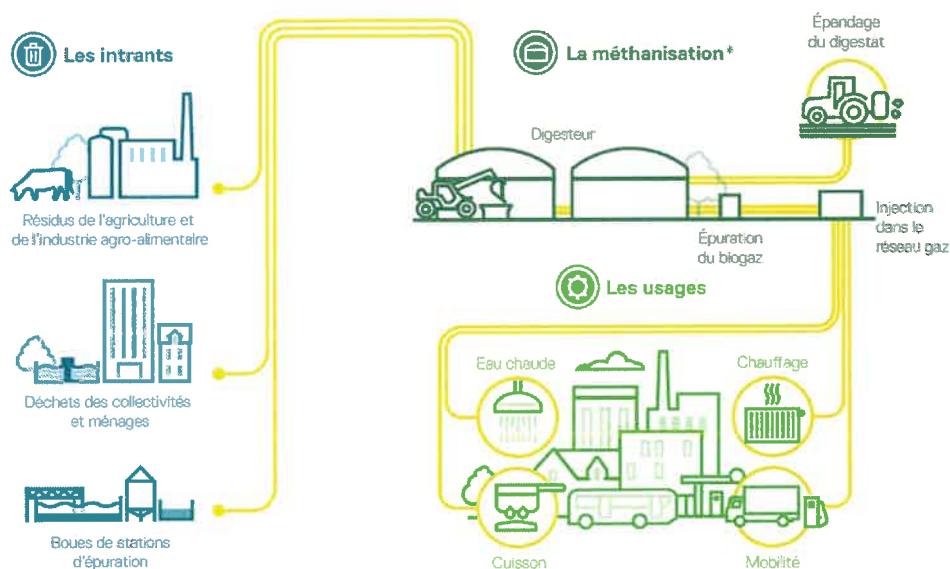 Les intrants
Résidus de l'agriculture et
de l'industrie agro-alimentaire
Déchets des collectivités
et ménages
Boues de stations
d'épuration
La méthanisation*
Digesteur
Épandage
du digestat
Épuration
du biogaz
Injection
dans le
réseau gaz
Les usages
Eau chaude
Chauffage
Cuisson
Mobilité